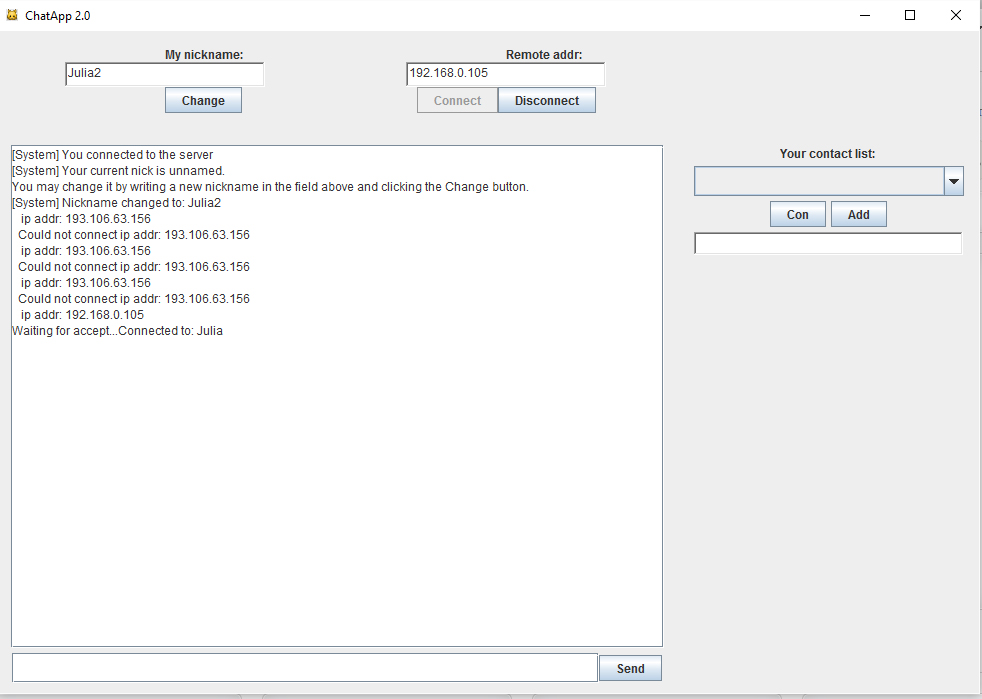 ChatApp 2.0
My nickname:
Remote addr:
Julia2
192.168.0.105
Change
Connect
Disconnect
[System] You connected to the server
[System] Your current nick is unnamed.
You may change it by writing a new nickname in the field above and clicking the Change button.
[System] Nickname changed to: Julia2
ip addr: 193.106.63.156
Could not connect ip addr: 193.106.63.156
ip addr: 193.106.63.156
Could not connect ip addr: 193.106.63.156
ip addr: 193.106.63.156
Could not connect ip addr: 193.106.63.156
ip addr: 192.168.0.105
Waiting for accept...Connected to: Julia
Your contact list:
Con
Add
Send